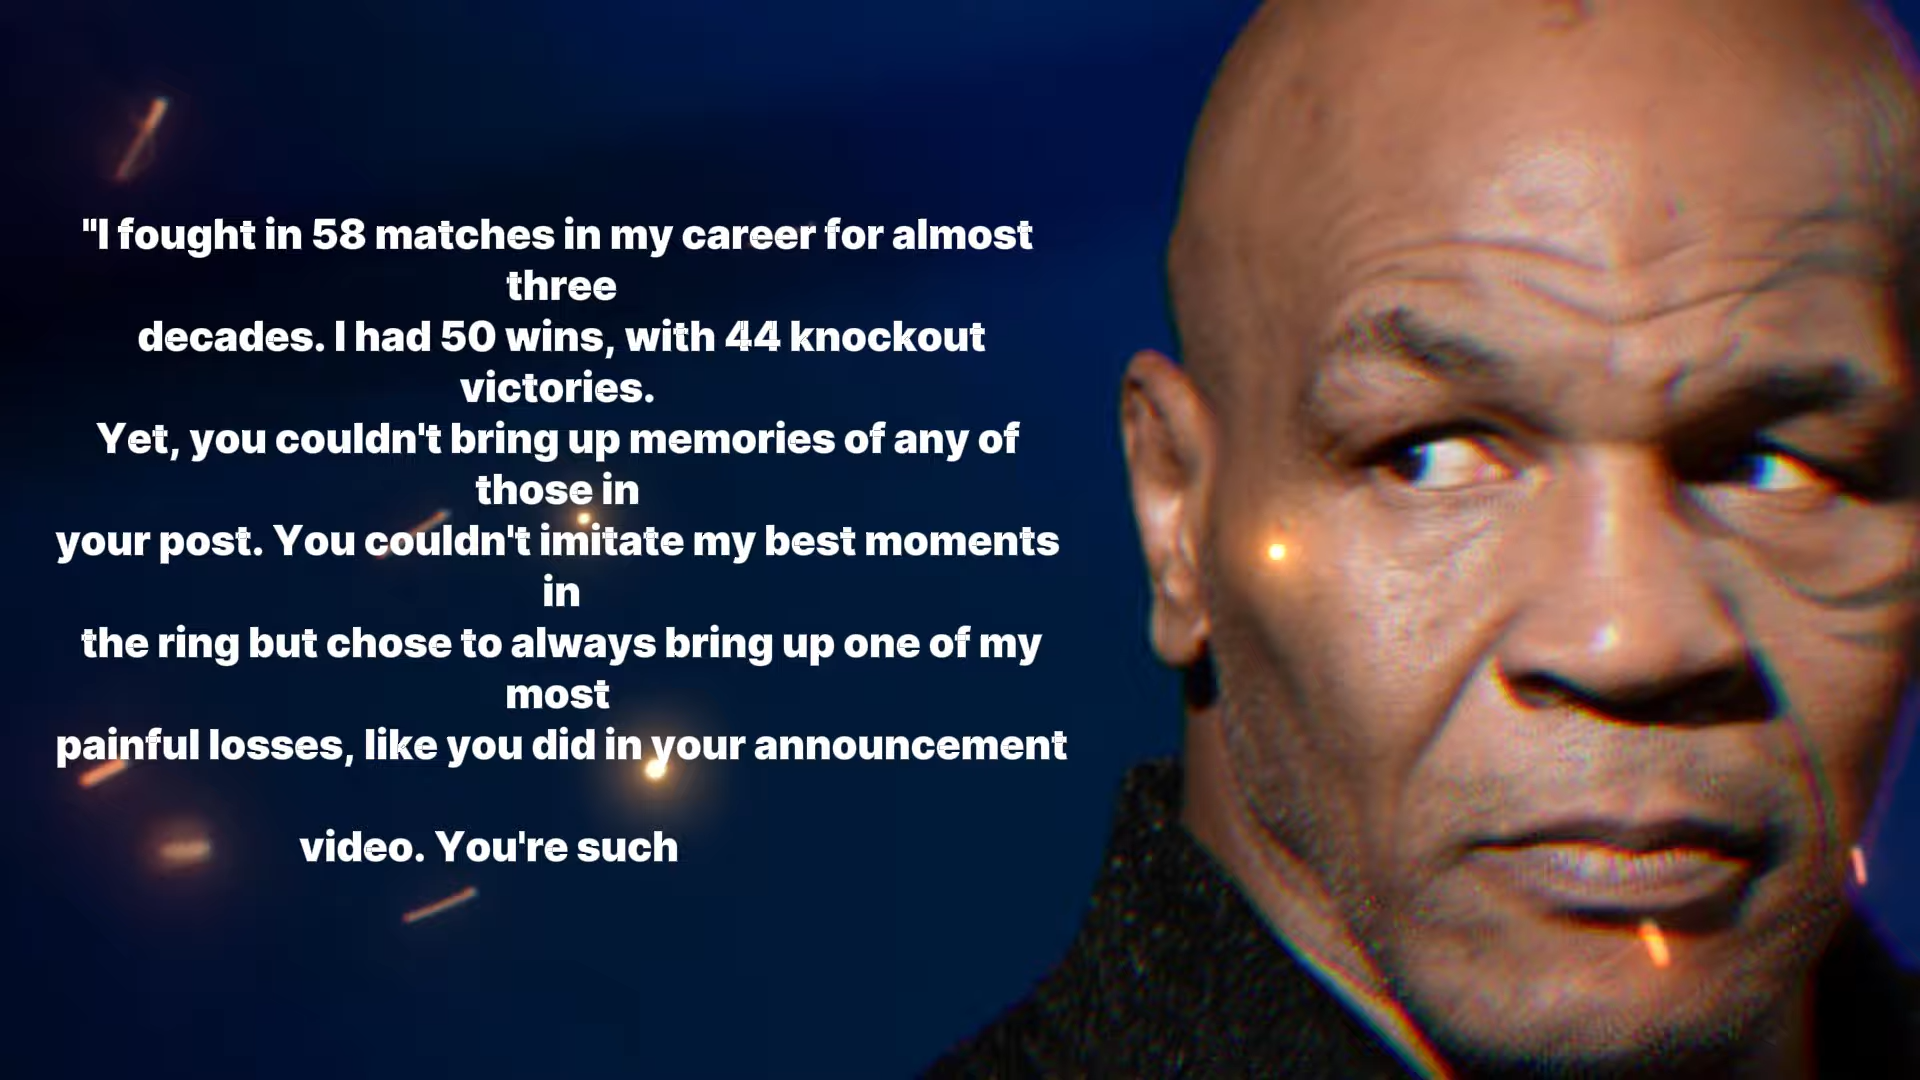 "I fought in 58 matches in my career for almost
three
decades. I had 50 wins, with 44 knockout
victories.
Yet, you couldn't bring up memories of any of
those in
your post. You couldn't imitate my best moments
in
the ring but chose to always bring up one of my
most
painful losses, like you did in your announcement
video. You're such